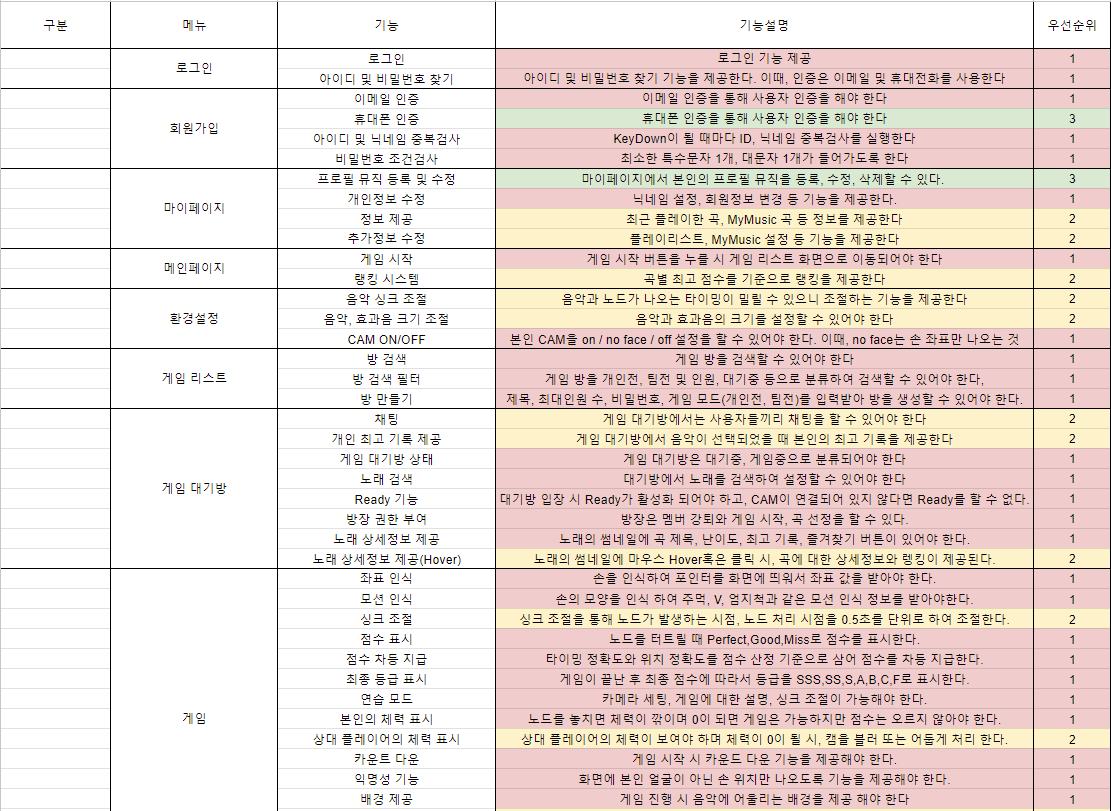 구분 메뉴 기능 기능설명 우선순위
로그인 로그인 로그인 기능 제공 1
아이디 및 비밀번호 찾기 아이디 및 비밀번호 찾기 기능을 제공한다. 이때, 인증은 이메일 및 휴대전화를 사용한다 1
회원가입 이메일 인증 이메일 인증을 통해 사용자 인증을 해야 한다 1
휴대폰 인증 휴대폰 인증을 통해 사용자 인증을 해야 한다 3
아이디 및 닉네임 중복검사 KeyDown이 될 때마다 ID, 닉네임 중복검사를 실행한다 1
비밀번호 조건검사 최소한 특수문자 1개, 대문자 1개가 들어가도록 한다 1
마이페이지 프로필 뮤직 등록 및 수정 마이페이지에서 본인의 프로필 뮤직을 등록, 수정, 삭제할 수 있다. 3
개인정보 수정 닉네임 설정, 회원정보 변경 등 기능을 제공한다. 1
정보 제공 최근 플레이한 곡, MyMusic 곡 등 정보를 제공한다 2
추가정보 수정 플레이리스트, MyMusic 설정 등 기능을 제공한다 2
메인페이지 게임 시작 게임 시작 버튼을 누를 시 게임 리스트 화면으로 이동되어야 한다 1
랭킹 시스템 곡별 최고 점수를 기준으로 랭킹을 제공한다 2
환경설정 음악 싱크 조절 음악과 노드가 나오는 타이밍이 밀릴 수 있으니 조절하는 기능을 제공한다 2
음악, 효과음 크기 조절 음악과 효과음의 크기를 설정할 수 있어야 한다 2
CAM ON/OFF 본인 CAM을 on / no face / off 설정을 할 수 있어야 한다. 이때, no face는 손 좌표만 나오는 것 1
게임 리스트 방 검색 게임 방을 검색할 수 있어야 한다 1
방 검색 필터 게임 방을 개인전, 팀전 및 인원, 대기중 등으로 분류하여 검색할 수 있어야 한다, 1
방 만들기 제목, 최대인원 수, 비밀번호, 게임 모드(개인전, 팀전)를 입력받아 방을 생성할 수 있어야 한다. 1
게임 대기방 채팅 게임 대기방에서는 사용자들끼리 채팅을 할 수 있어야 한다 2
개인 최고 기록 제공 게임 대기방에서 음악이 선택되었을 때 본인의 최고 기록을 제공한다 2
게임 대기방 상태 게임 대기방은 대기중, 게임중으로 분류되어야 한다 1
노래 검색 대기방에서 노래를 검색하여 설정할 수 있어야 한다 1
Ready 기능 대기방 입장 시 Ready가 활성화 되어야 하고, CAM이 연결되어 있지 않다면 Ready를 할 수 없다. 1
방장 권한 부여 방장은 멤버 강퇴와 게임 시작, 곡 선정을 할 수 있다. 1
노래 상세정보 제공 노래의 썸네일에 곡 제목, 난이도, 최고 기록, 즐겨찾기 버튼이 있어야 한다. 1
노래 상세정보 제공(Hover) 노래의 썸네일에 마우스 Hover혹은 클릭 시, 곡에 대한 상세정보와 렝킹이 제공된다. 2
게임 좌표 인식 손을 인식하여 포인터를 화면에 띄워서 좌표 값을 받아야 한다. 1
모션 인식 손의 모양을 인식 하여 주먹, V, 엄지척과 같은 모션 인식 정보를 받아야한다. 1
싱크 조절 싱크 조절을 통해 노드가 발생하는 시점, 노드 처리 시점을 0.5초를 단위로 하여 조절한다. 2
점수 표시 노드를 터트릴 때 Perfect,Good,Miss로 점수를 표시한다. 1
점수 차등 지급 타이밍 정확도와 위치 정확도를 점수 산정 기준으로 삼어 점수를 차등 지급한다. 1
최종 등급 표시 게임이 끝난 후 최종 점수에 따라서 등급을 SSS,SS,S,A,B,C,F로 표시한다. 1
연습 모드 카메라 세팅, 게임에 대한 설명, 싱크 조절이 가능해야 한다. 1
본인의 체력 표시 노드를 놓치면 체력이 깎이며 0이 되면 게임은 가능하지만 점수는 오르지 않아야 한다. 1
상대 플레이어의 체력 표시 상대 플레이어의 체력이 보여야 하며 체력이 0이 될 시, 캠을 블러 또는 어둡게 처리 한다. 2
카운트 다운 게임 시작 시 카운드 다운 기능을 제공해야 한다. 1
익명성 기능 화면에 본인 얼굴이 아닌 손 위치만 나오도록 기능을 제공해야 한다. 1
배경 제공 게임 진행 시 음악에 어울리는 배경을 제공 해야 한다 1